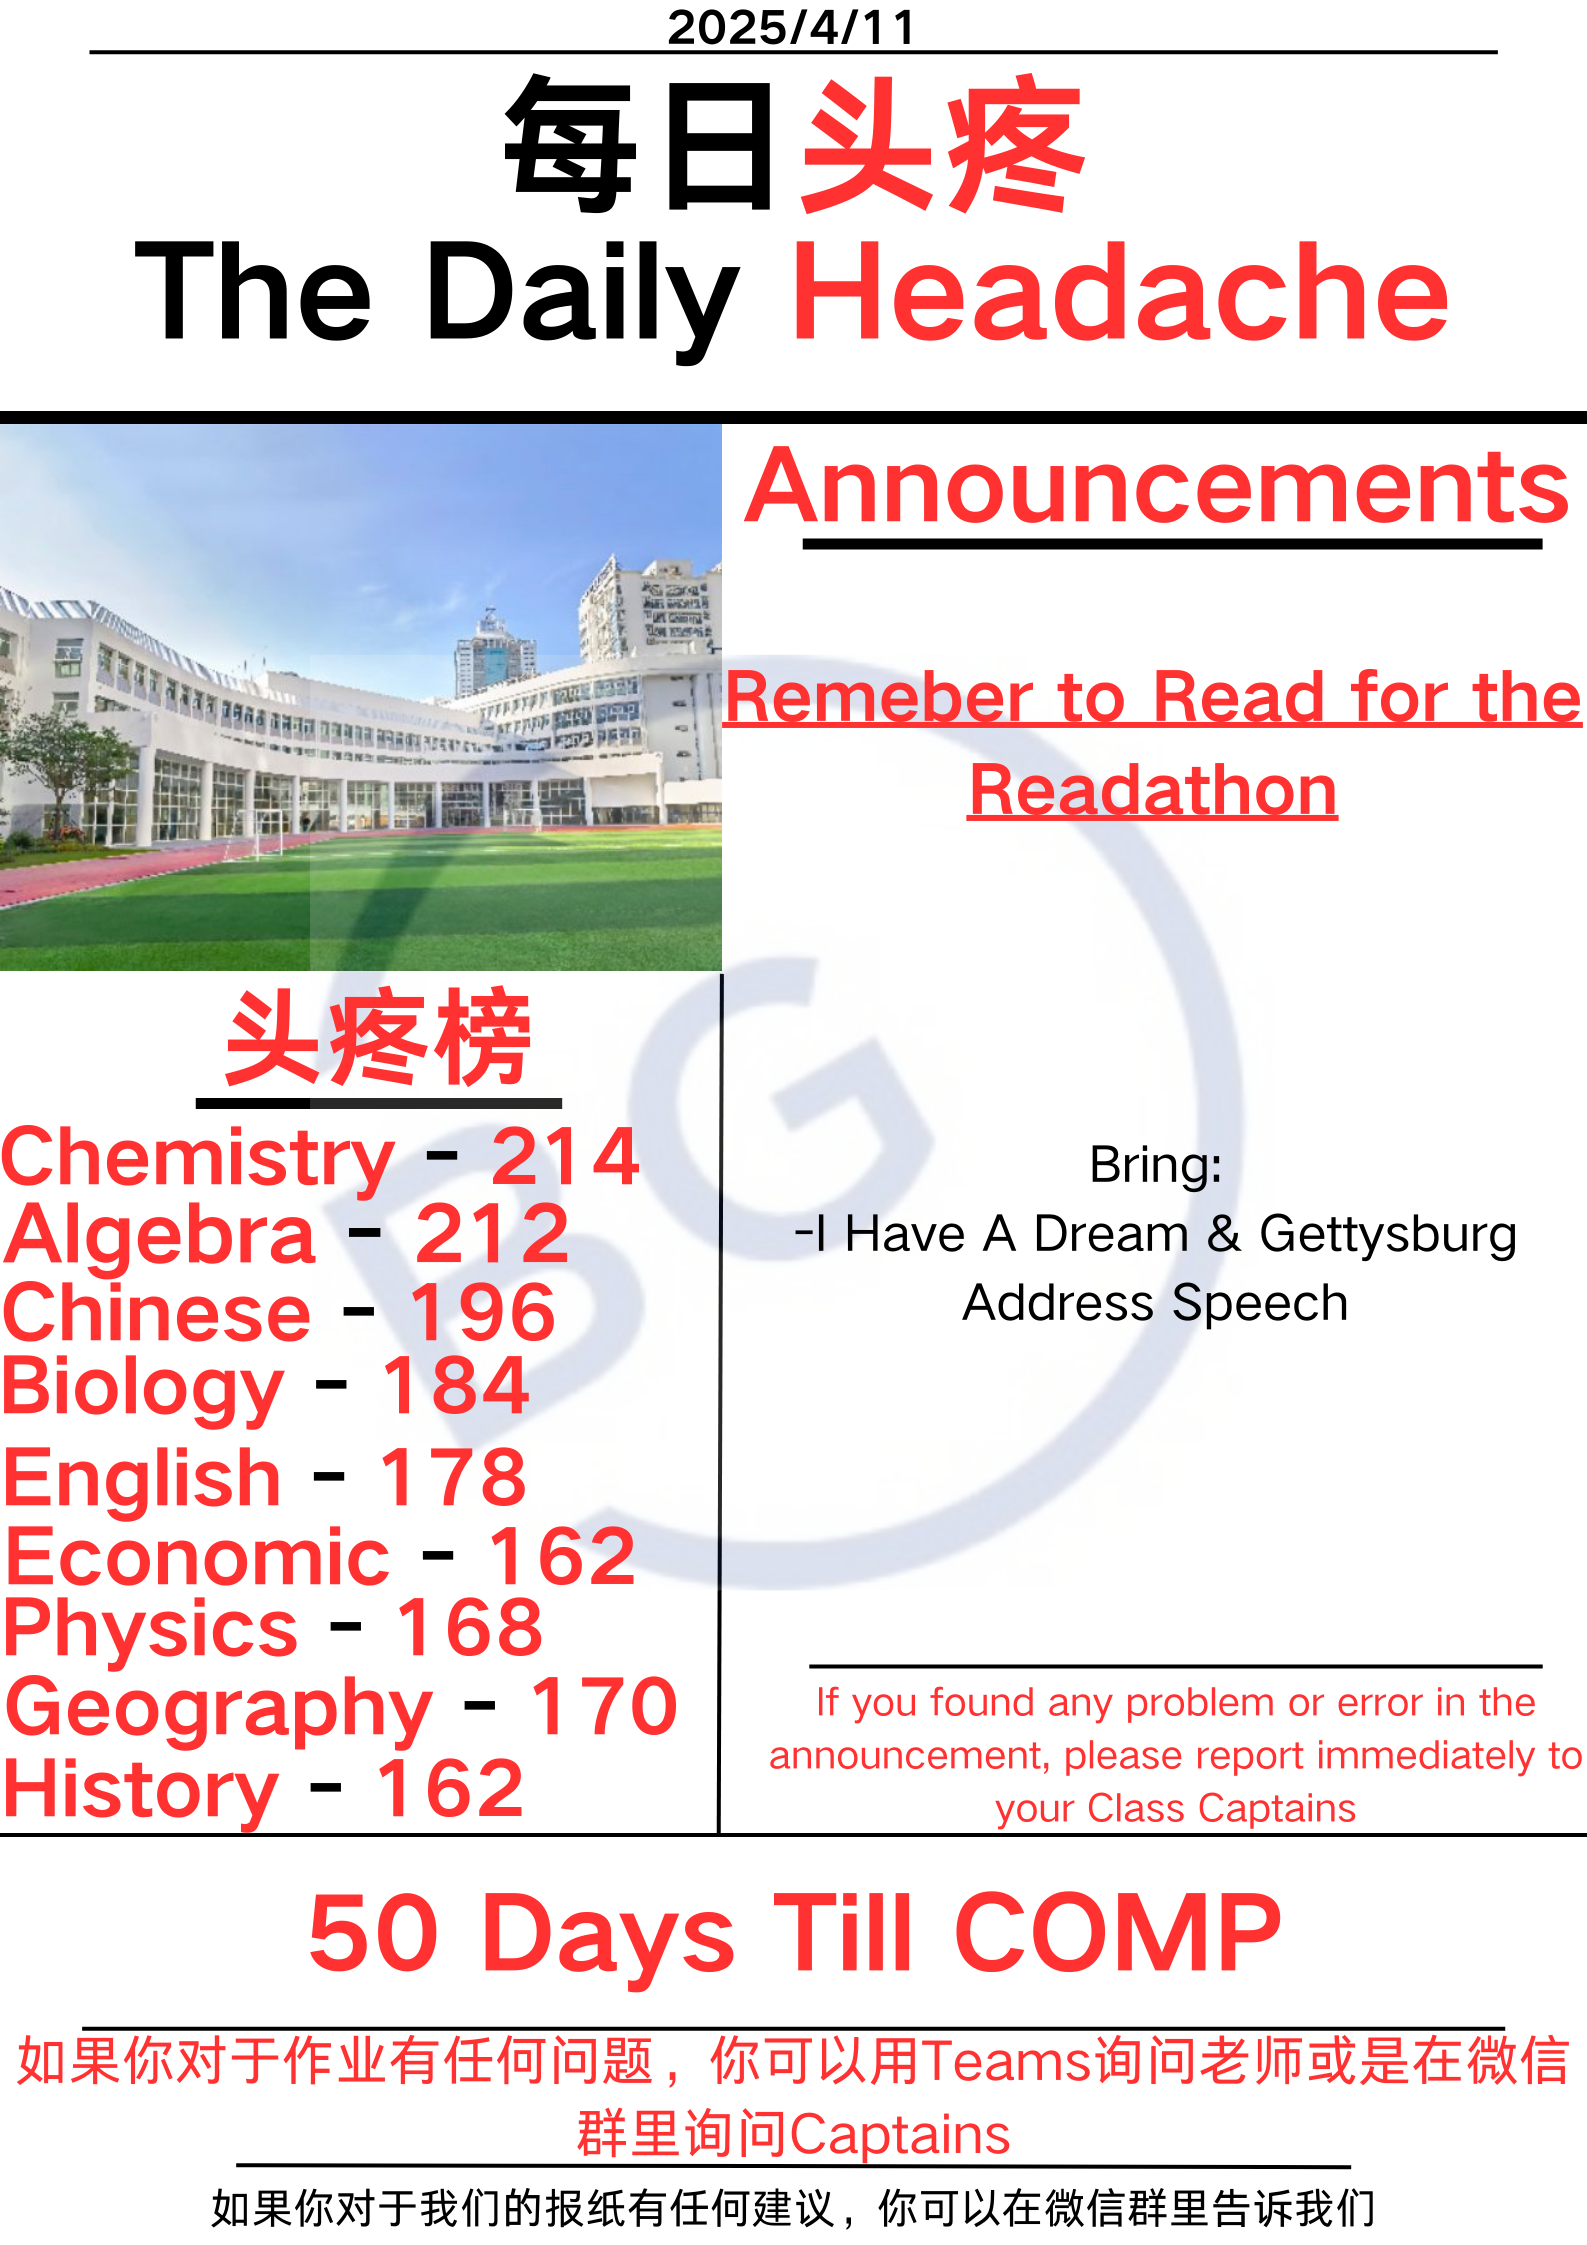 2025/4/11
每日头疼
The Daily Headache
Announcements
Remeber to Read for the
Readathon
头疼榜
Chemistry - 214
Algebra - 212
Chinese - 196
Biology - 184
English - 178
Economic - 162
Physics - 168
Geography - 170
History - 162
BG
Bring:
-I Have A Dream & Gettysburg
Address Speech
If you found any problem or error in the
announcement, please report immediately to
your Class Captains
50 Days Till COMP
如果你对于作业有任何问题，你可以用Teams询问老师或是在微信
群里询问Captains
如果你对于我们的报纸有任何建议，你可以在微信群里告诉我们